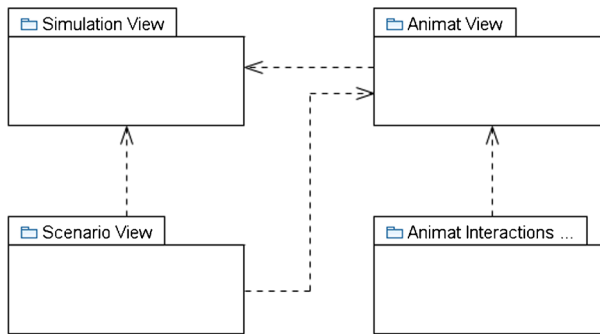 Simulation View
Animat View
Scenario View
Animat Interactions ...